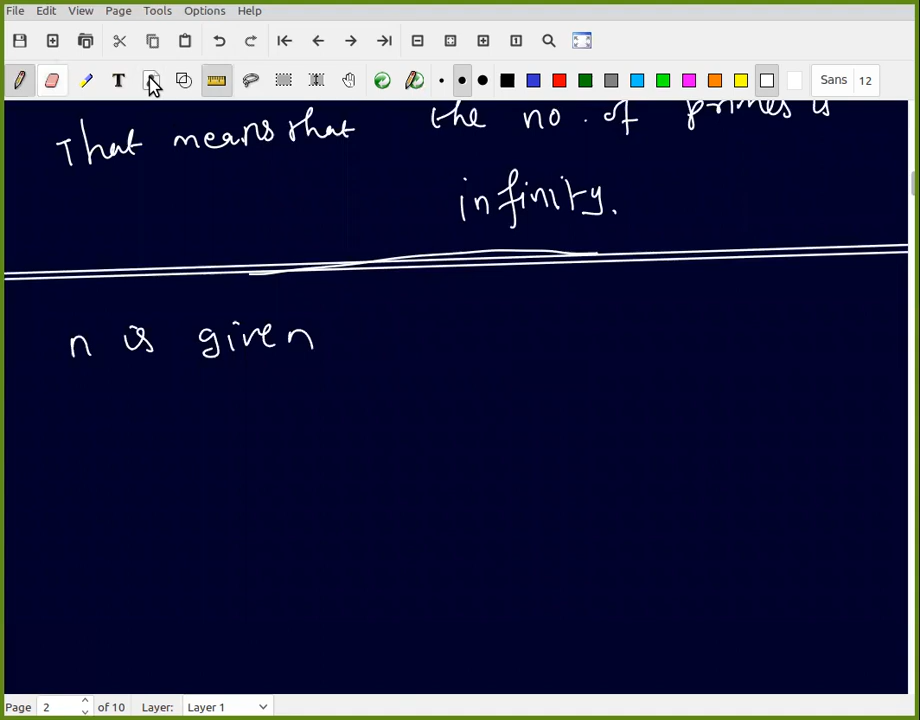 File Edit View Page Tools Options Help
T Sans 12
That means that the no. of primes is
infinity.
n is given
Page 2 of 10 Layer: Layer 1